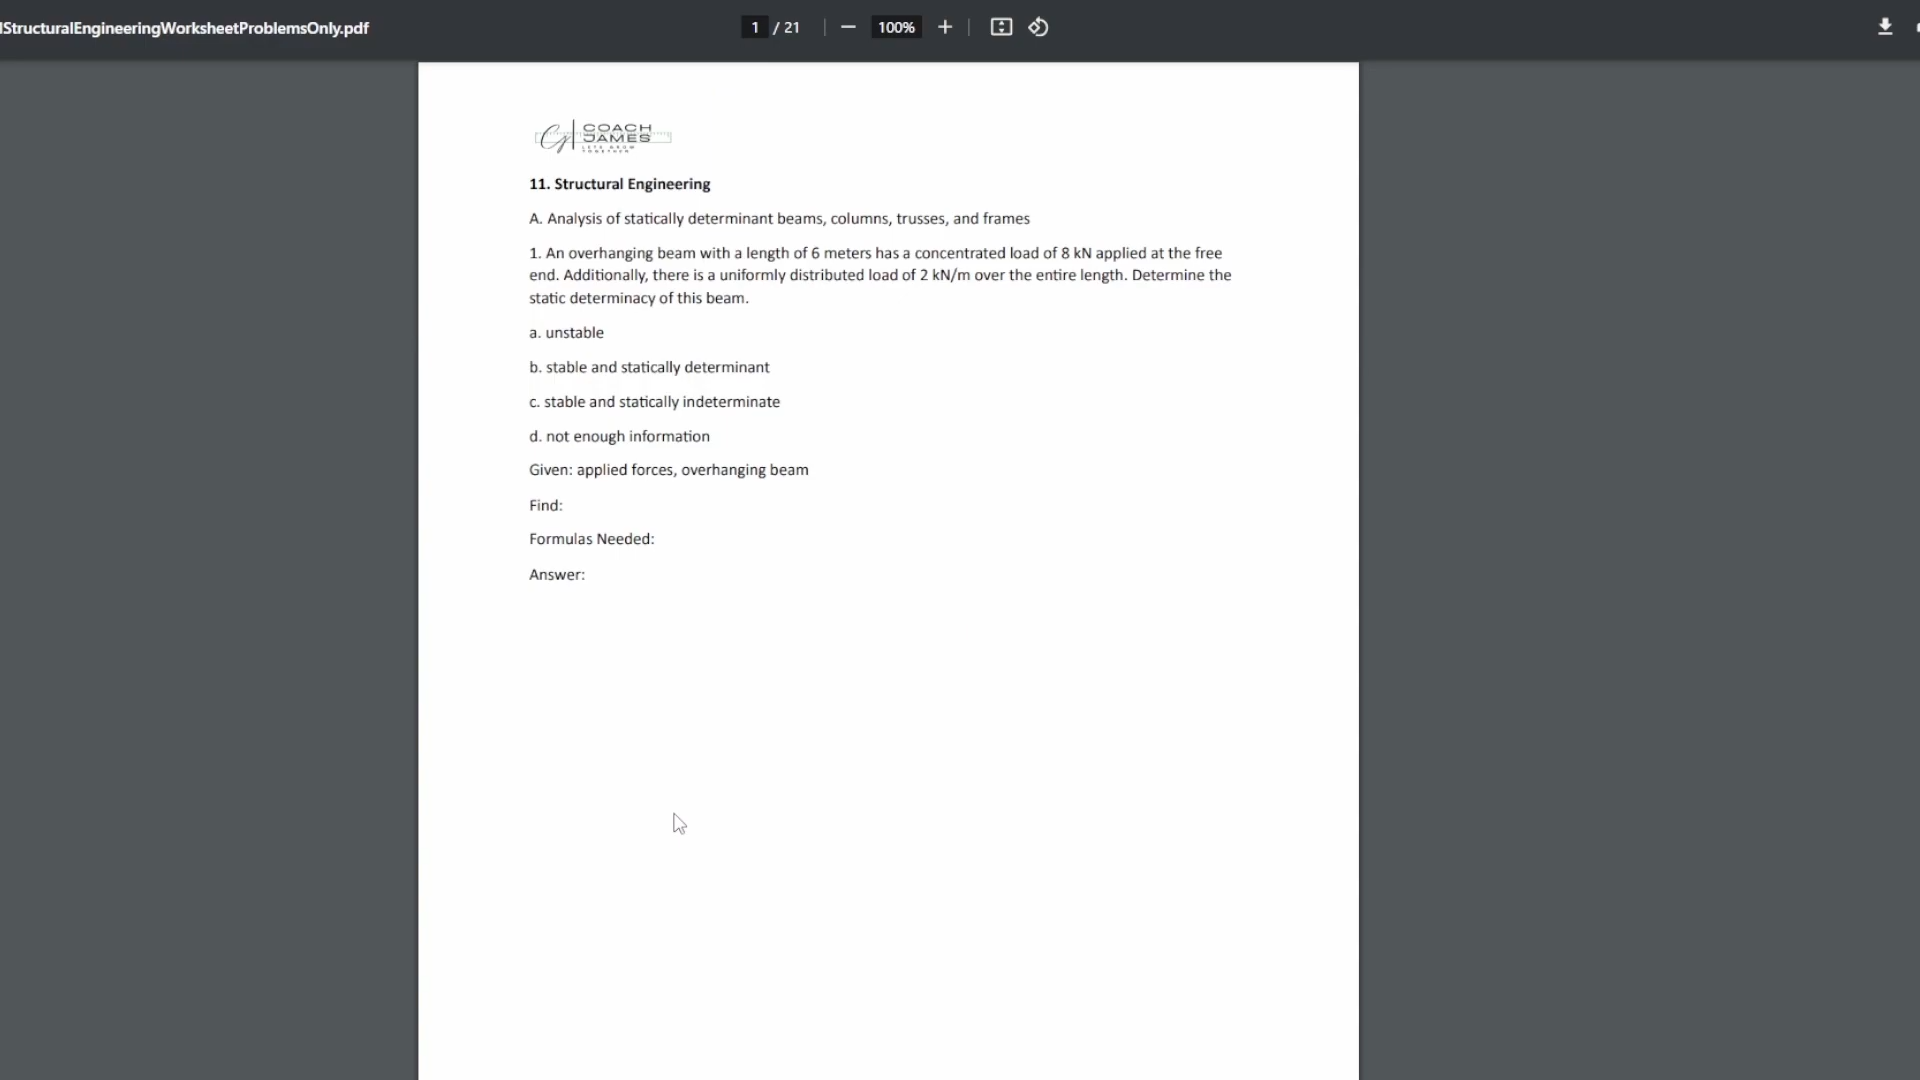 lStructuralEngineeringWorksheetProblemsOnly.pdf
1 / 21
100%
COACH
JAMES
LETS GROW
TOGETHER
11. Structural Engineering
A. Analysis of statically determinant beams, columns, trusses, and frames
1. An overhanging beam with a length of 6 meters has a concentrated load of 8 kN applied at the free
end. Additionally, there is a uniformly distributed load of 2 kN/m over the entire length. Determine the
static determinacy of this beam.
a. unstable
b. stable and statically determinant
c. stable and statically indeterminate
d. not enough information
Given: applied forces, overhanging beam
Find:
Formulas Needed:
Answer: